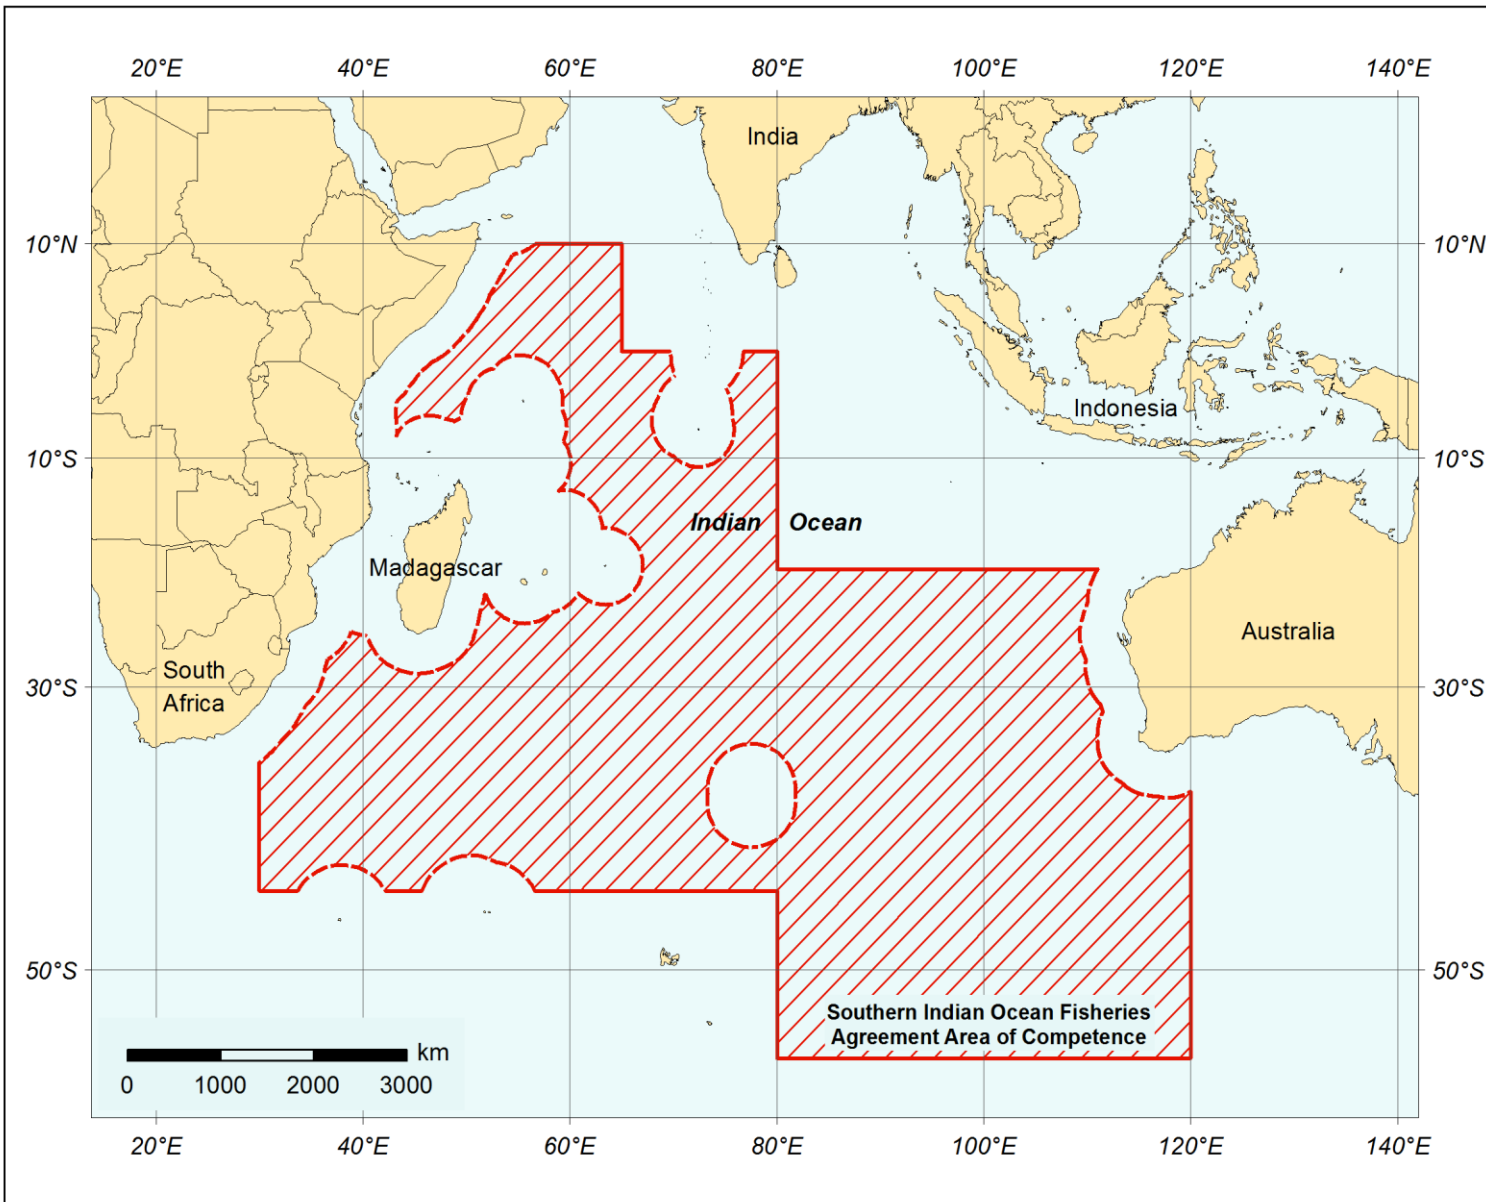 20°E 40°E 60°E 80°E 100°E 120°E 140°E
India
10°N 10°N
Indonesia
10°S 10°S
Indian Ocean
Madagascar
Australia
South
Africa
30°S 30°S
50°S 50°S
Southern Indian Ocean Fisheries
Agreement Area of Competence
km
0 1000 2000 3000
20°E 40°E 60°E 80°E 100°E 120°E 140°E